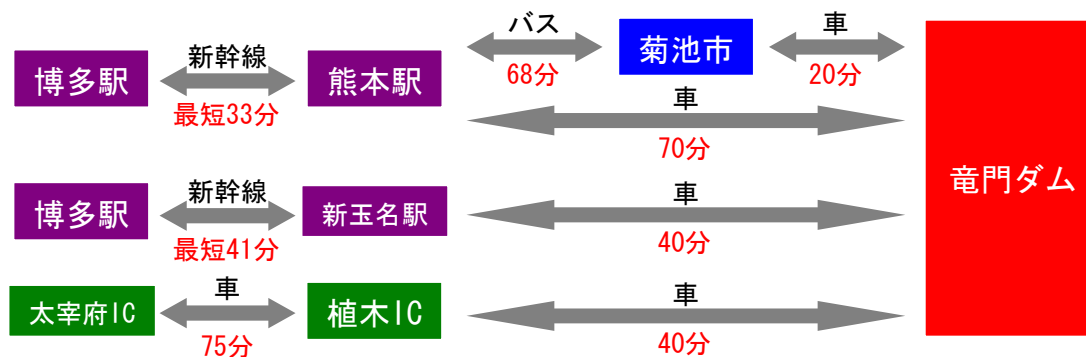 バス
車
新幹線
菊池市
博多駅
熊本駅
68分
20分
最短33分
車
70分
竜門ダム
新幹線
車
博多駅
新玉名駅
最短41分
40分
車
車
太宰府IC
植木IC
75分
40分